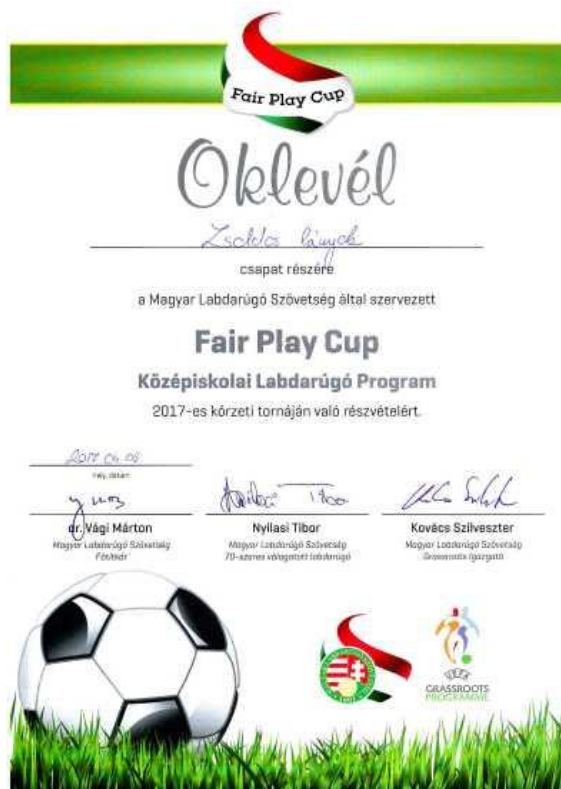 Fair Play Cup
Oklevél
Zsoldos lányok
csapat részére
a Magyar Labdarúgó Szövetség által szervezett
Fair Play Cup
Középiskolai Labdarúgó Program
2017-es körzeti tornáján való részvételért.
2017 04 06
hely, dátum
dr. Vági Márton
Magyar Labdarúgó Szövetség
Főtitkár
Nyilasi Tibor
Magyar Labdarúgó Szövetség
70-szeres válogatott labdarúgó
Kovács Szilveszter
Magyar Labdarúgó Szövetség
Grassroots Igazgató
UEFA
GRASSROOTS
PROGRAMME